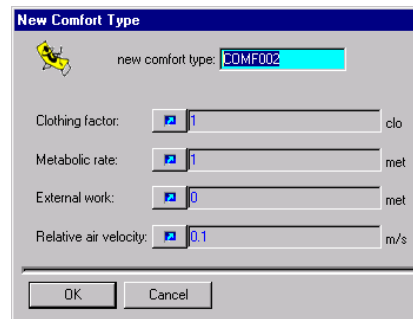 New Comfort Type
new comfort type: COMF002
Clothing factor: 1 clo
Metabolic rate: 1 met
External work: 0 met
Relative air velocity: 0.1 m/s
OK Cancel